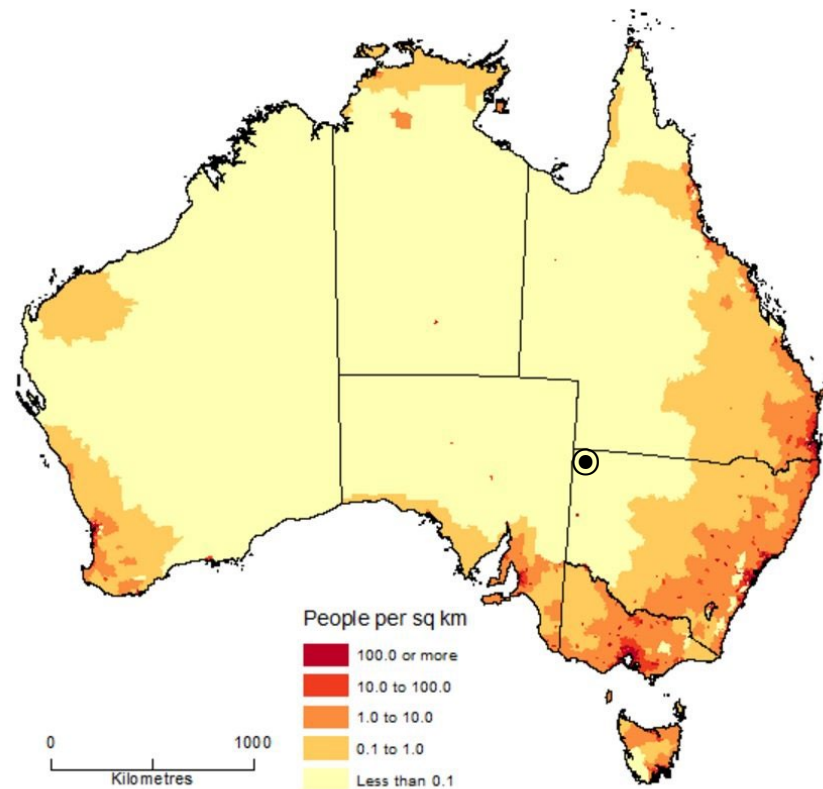 People per sq km
100.0 or more
10.0 to 100.0
1.0 to 10.0
0.1 to 1.0
Less than 0.1
0 1000
Kilometres